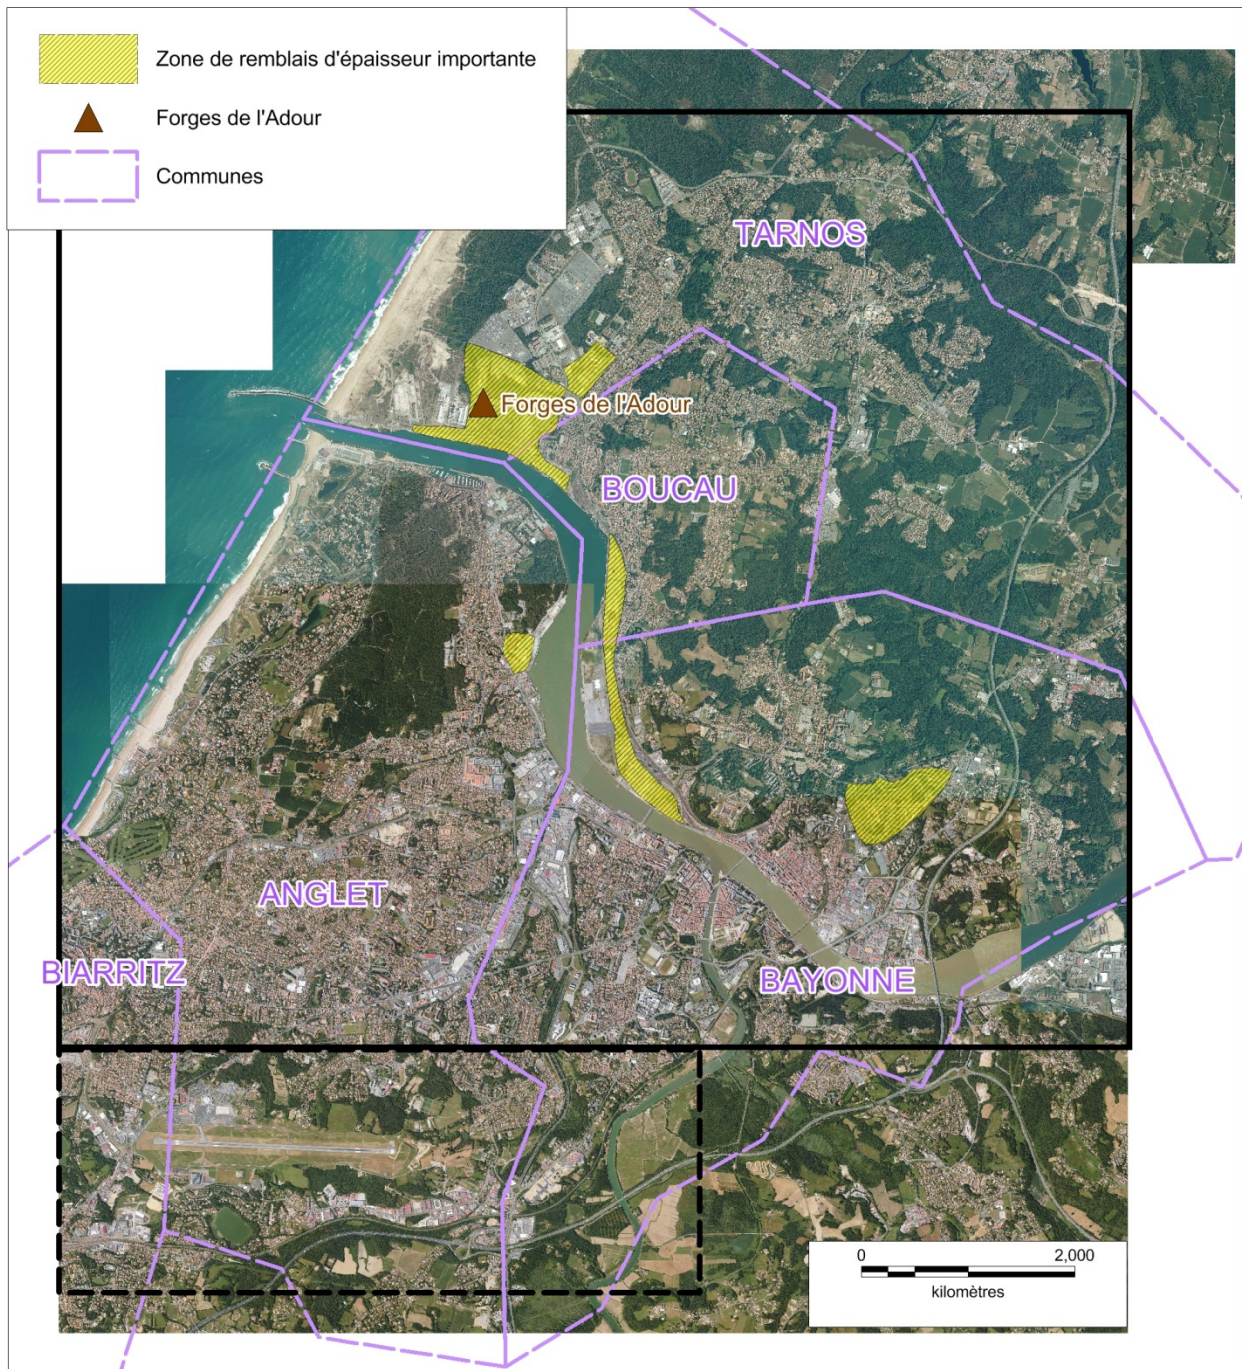 Zone de remblais d'épaisseur importante
Forges de l'Adour
Communes
TARNOS
Forges de l'Adour
BOUCAU
ANGLET
BIARRITZ
BAYONNE
0 2,000
kilomètres